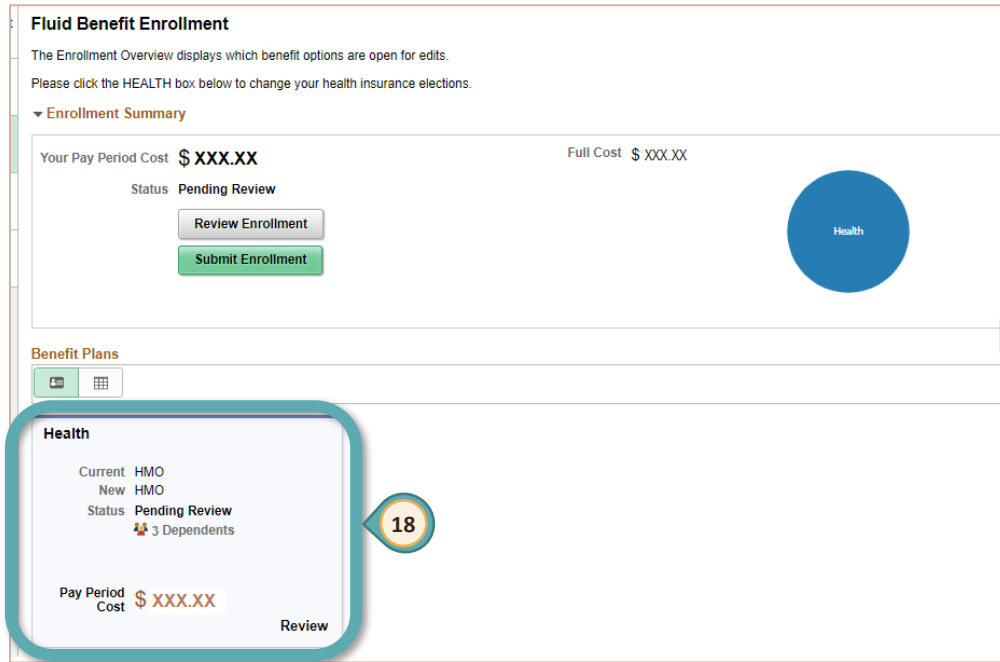 Fluid Benefit Enrollment
The Enrollment Overview displays which benefit options are open for edits.
Please click the HEALTH box below to change your health insurance elections.
Enrollment Summary
Your Pay Period Cost $ XXX.XX
Full Cost $ XXX.XX
Status Pending Review
Review Enrollment
Submit Enrollment
Health
Benefit Plans
Health
Current HMO
New HMO
Status Pending Review
3 Dependents
18
Pay Period
Cost $ XXX.XX
Review